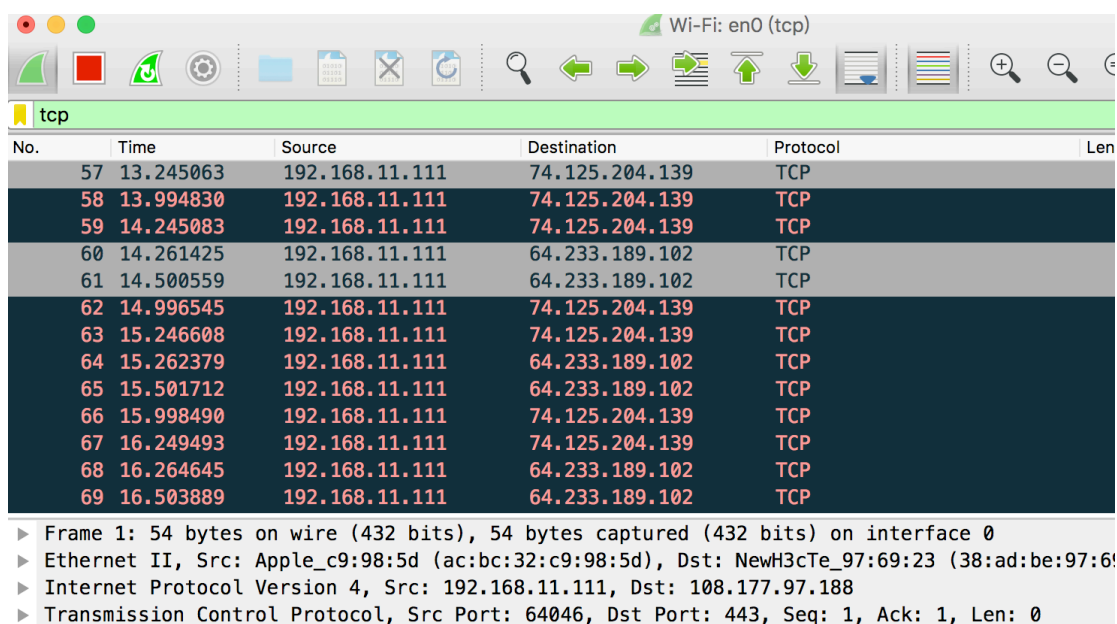 Wi-Fi: en0 (tcp)
tcp
No. Time Source Destination Protocol Len
57 13.245063 192.168.11.111 74.125.204.139 TCP
58 13.994830 192.168.11.111 74.125.204.139 TCP
59 14.245083 192.168.11.111 74.125.204.139 TCP
60 14.261425 192.168.11.111 64.233.189.102 TCP
61 14.500559 192.168.11.111 64.233.189.102 TCP
62 14.996545 192.168.11.111 74.125.204.139 TCP
63 15.246608 192.168.11.111 74.125.204.139 TCP
64 15.262379 192.168.11.111 64.233.189.102 TCP
65 15.501712 192.168.11.111 64.233.189.102 TCP
66 15.998490 192.168.11.111 74.125.204.139 TCP
67 16.249493 192.168.11.111 74.125.204.139 TCP
68 16.264645 192.168.11.111 64.233.189.102 TCP
69 16.503889 192.168.11.111 64.233.189.102 TCP
Frame 1: 54 bytes on wire (432 bits), 54 bytes captured (432 bits) on interface 0
Ethernet II, Src: Apple_c9:98:5d (ac:bc:32:c9:98:5d), Dst: NewH3cTe_97:69:23 (38:ad:be:97:69
Internet Protocol Version 4, Src: 192.168.11.111, Dst: 108.177.97.188
Transmission Control Protocol, Src Port: 64046, Dst Port: 443, Seq: 1, Ack: 1, Len: 0